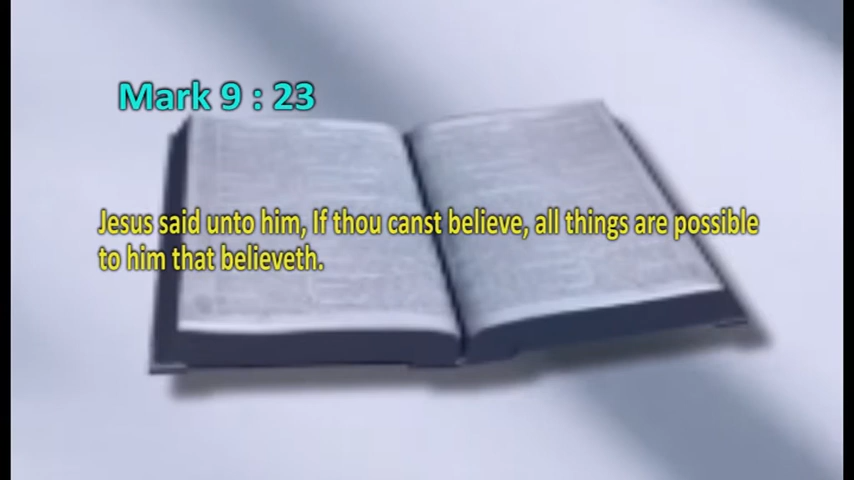 Mark 9 : 23
Jesus said unto him, If thou canst believe, all things are possible
to him that believeth.